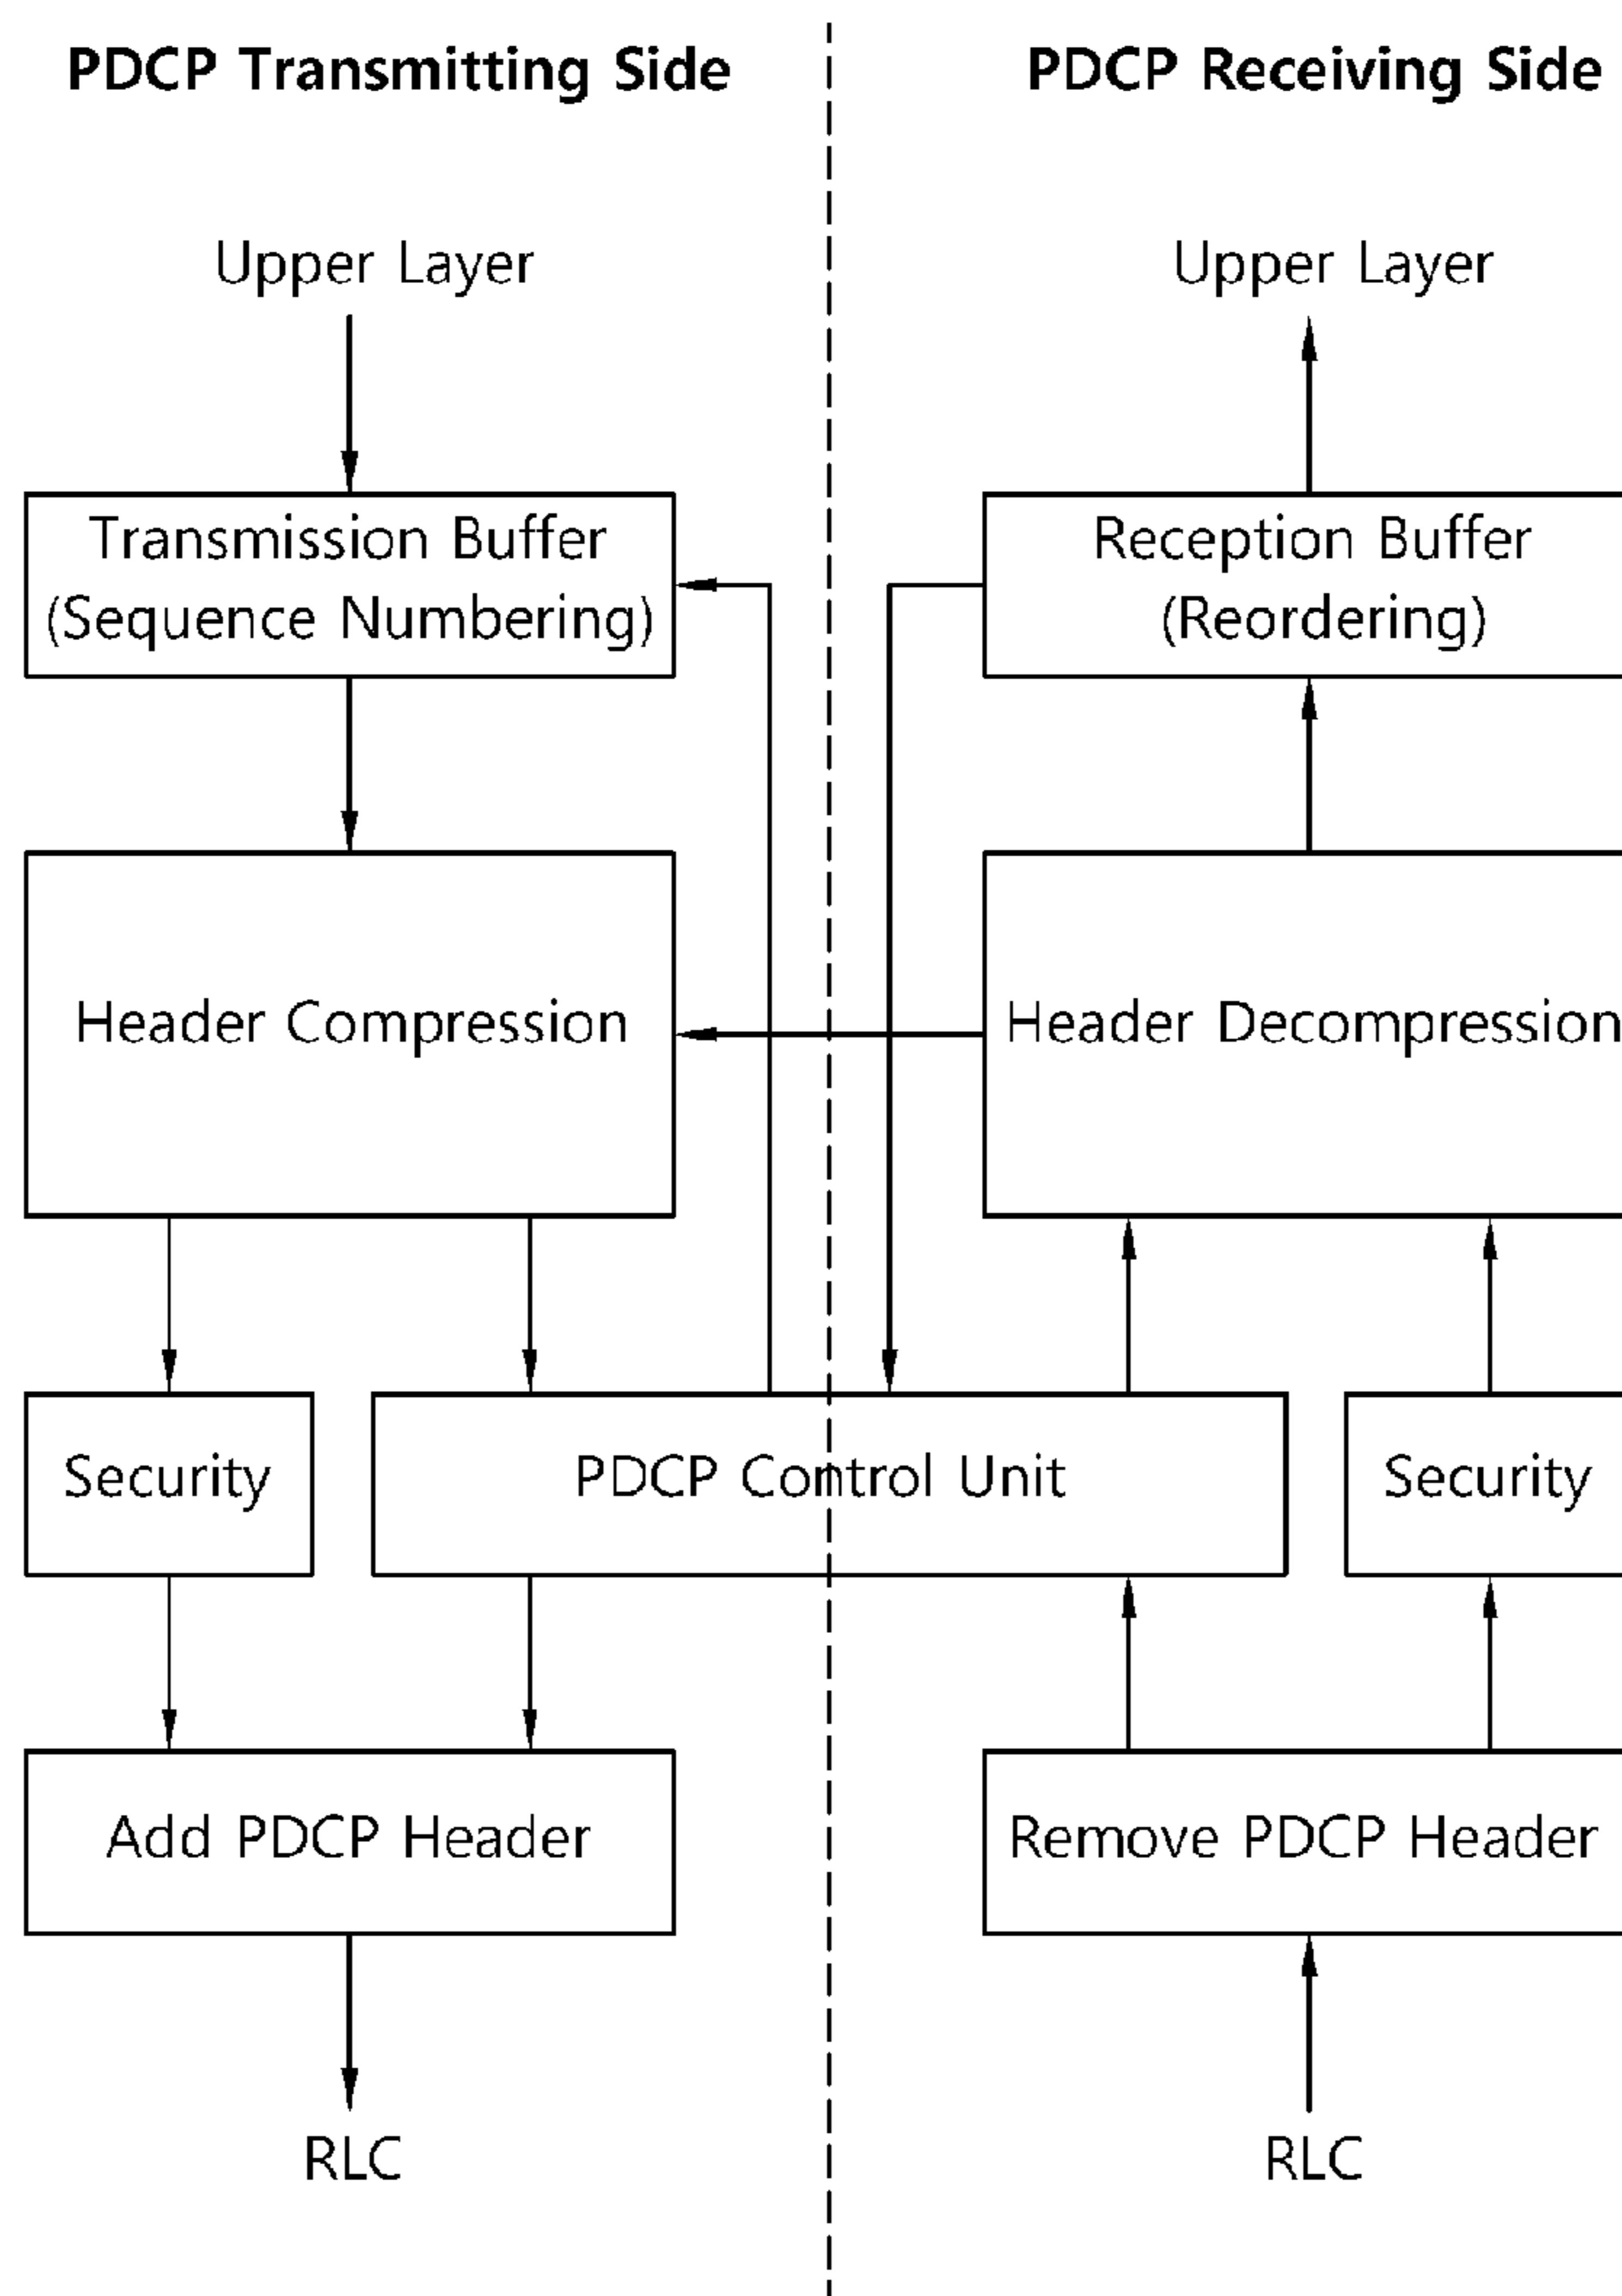 PDCP Transmitting Side
PDCP Receiving Side
Upper Layer
Upper Layer
Transmission Buffer
(Sequence Numbering)
Reception Buffer
(Reordering)
Header Compression
Header Decompression
Security
PDCP Control Unit
Security
Add PDCP Header
Remove PDCP Header
RLC
RLC